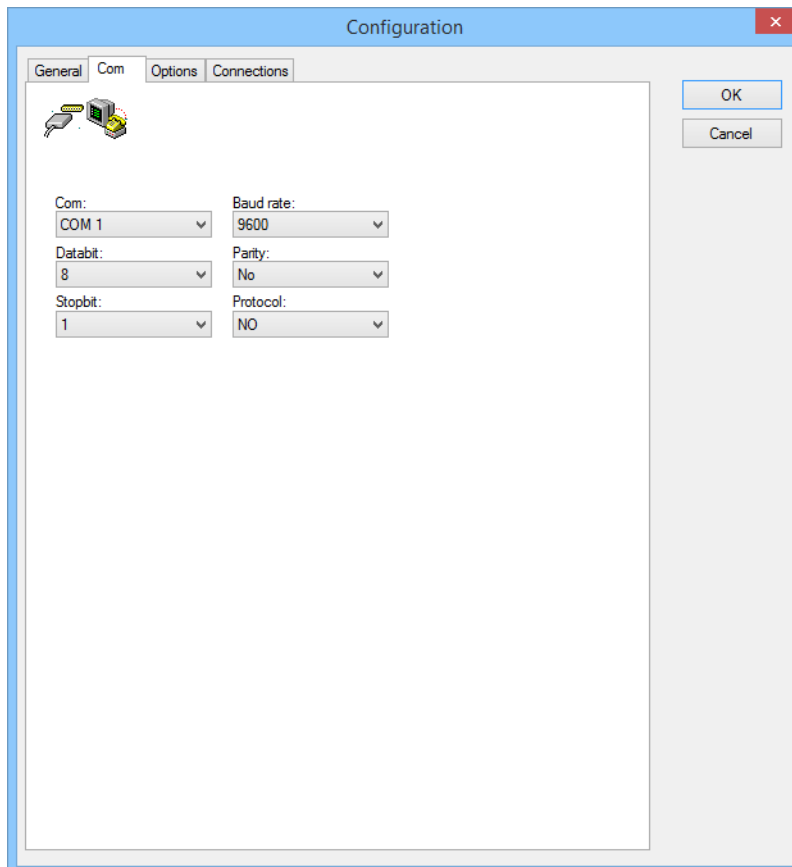 Configuration
General Com Options Connections
OK
Cancel
Com: Baud rate:
COM 1 9600
Databit: Parity:
8 No
Stopbit: Protocol:
1 NO